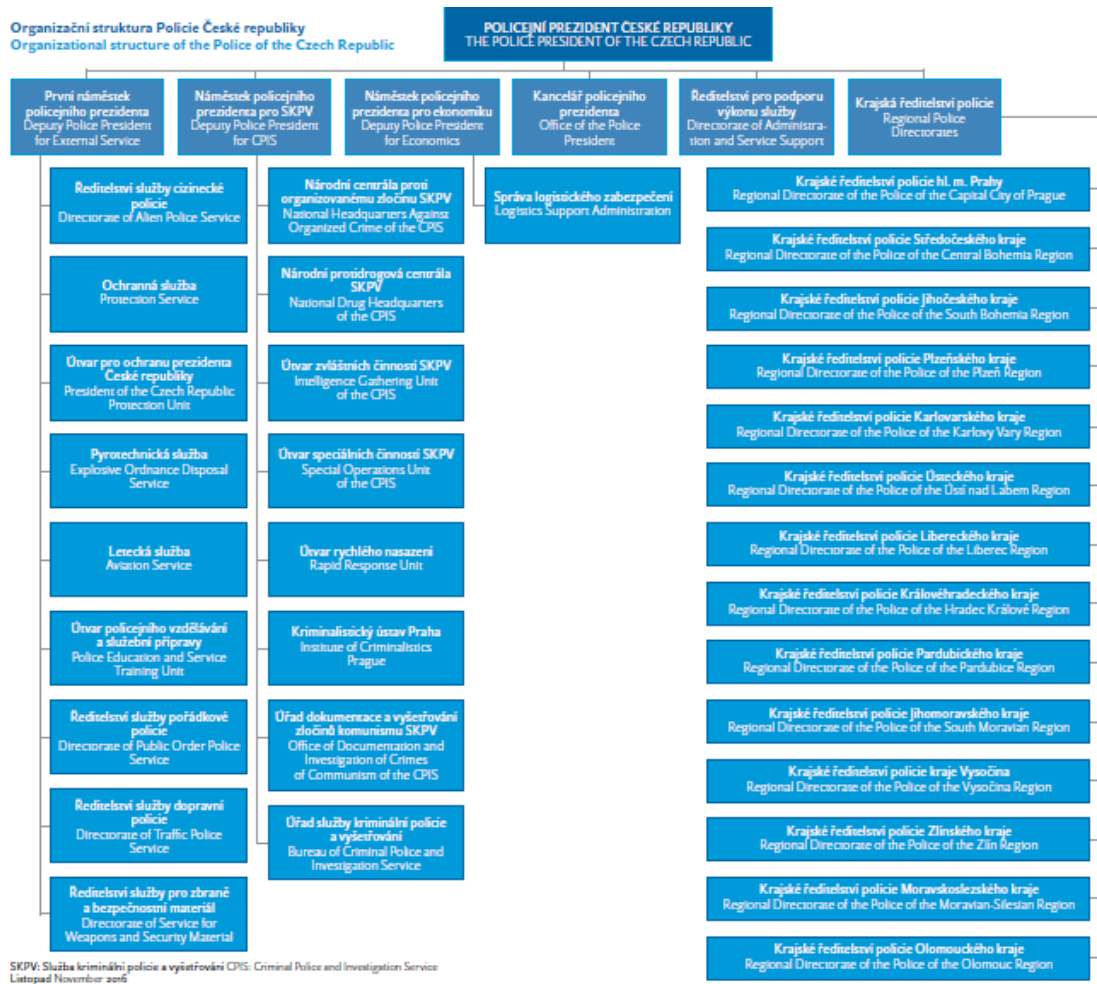 Organizační struktura Policie České republiky
Organizational structure of the Police of the Czech Republic
POLICEJNÍ PREZIDENT ČESKÉ REPUBLIKY
THE POLICE PRESIDENT OF THE CZECH REPUBLIC
První náměstek
policejního prezidenta
Deputy Police President
for External Service
Náměstek policejního
prezidenta pro SKPV
Deputy Police President
for CPIS
Náměstek policejního
prezidenta pro ekonomiku
Deputy Police President
for Economics
Kancelář policejního
prezidenta
Office of the Police
President
Ředitelství pro podporu
výkonu služby
Directorate of Administra-
tion and Service Support
Krajská ředitelství policie
Regional Police
Directorates
Ředitelství služby cizinecké
policie
Directorate of Alien Police Service
Ochranná služba
Protection Service
Útvar pro ochranu prezidenta
České republiky
President of the Czech Republic
Protection Unit
Pyrotechnická služba
Explosive Ordnance Disposal
Service
Letecká služba
Aviation Service
Útvar policejního vzdělávání
a služební přípravy
Police Education and Service
Training Unit
Ředitelství služby pořádkové
policie
Directorate of Public Order Police
Service
Ředitelství služby dopravní
policie
Directorate of Traffic Police
Service
Ředitelství služby pro zbraně
a bezpečnostní materiál
Directorate of Service for
Weapons and Security Material
Národní centrála proti
organizovanému zločinu SKPV
National Headquarters Against
Organized Crime of the CPIS
Národní protidrogová centrála
SKPV
National Drug Headquarters
of the CPIS
Útvar zvláštních činností SKPV
Intelligence Gathering Unit
of the CPIS
Útvar speciálních činností SKPV
Special Operations Unit
of the CPIS
Útvar rychlého nasazení
Rapid Response Unit
Kriminalistický ústav Praha
Institute of Criminalistics
Prague
Úřad dokumentace a vyšetřování
zločinů komunismu SKPV
Office of Documentation and
Investigation of Crimes
of Communism of the CPIS
Úřad služby kriminální policie
a vyšetřování
Bureau of Criminal Police and
Investigation Service
Správa logistického zabezpečení
Logistics Support Administration
Krajské ředitelství policie hl. m. Prahy
Regional Directorate of the Police of the Capital City of Prague
Krajské ředitelství policie Středočeského kraje
Regional Directorate of the Police of the Central Bohemia Region
Krajské ředitelství policie Jihočeského kraje
Regional Directorate of the Police of the South Bohemia Region
Krajské ředitelství policie Plzeňského kraje
Regional Directorate of the Police of the Plzeň Region
Krajské ředitelství policie Karlovarského kraje
Regional Directorate of the Police of the Karlovy Vary Region
Krajské ředitelství policie Ústeckého kraje
Regional Directorate of the Police of the Ústí nad Labem Region
Krajské ředitelství policie Libereckého kraje
Regional Directorate of the Police of the Liberec Region
Krajské ředitelství policie Královéhradeckého kraje
Regional Directorate of the Police of the Hradec Králové Region
Krajské ředitelství policie Pardubického kraje
Regional Directorate of the Police of the Pardubice Region
Krajské ředitelství policie Jihomoravského kraje
Regional Directorate of the Police of the South Moravian Region
Krajské ředitelství policie kraje Vysočina
Regional Directorate of the Police of the Vysočina Region
Krajské ředitelství policie Zlínského kraje
Regional Directorate of the Police of the Zlín Region
Krajské ředitelství policie Moravskoslezského kraje
Regional Directorate of the Police of the Moravian-Silesian Region
Krajské ředitelství policie Olomouckého kraje
Regional Directorate of the Police of the Olomouc Region
SKPV: Služba kriminální policie a vyšetřování CPIS: Criminal Police and Investigation Service
Listopad November 2016